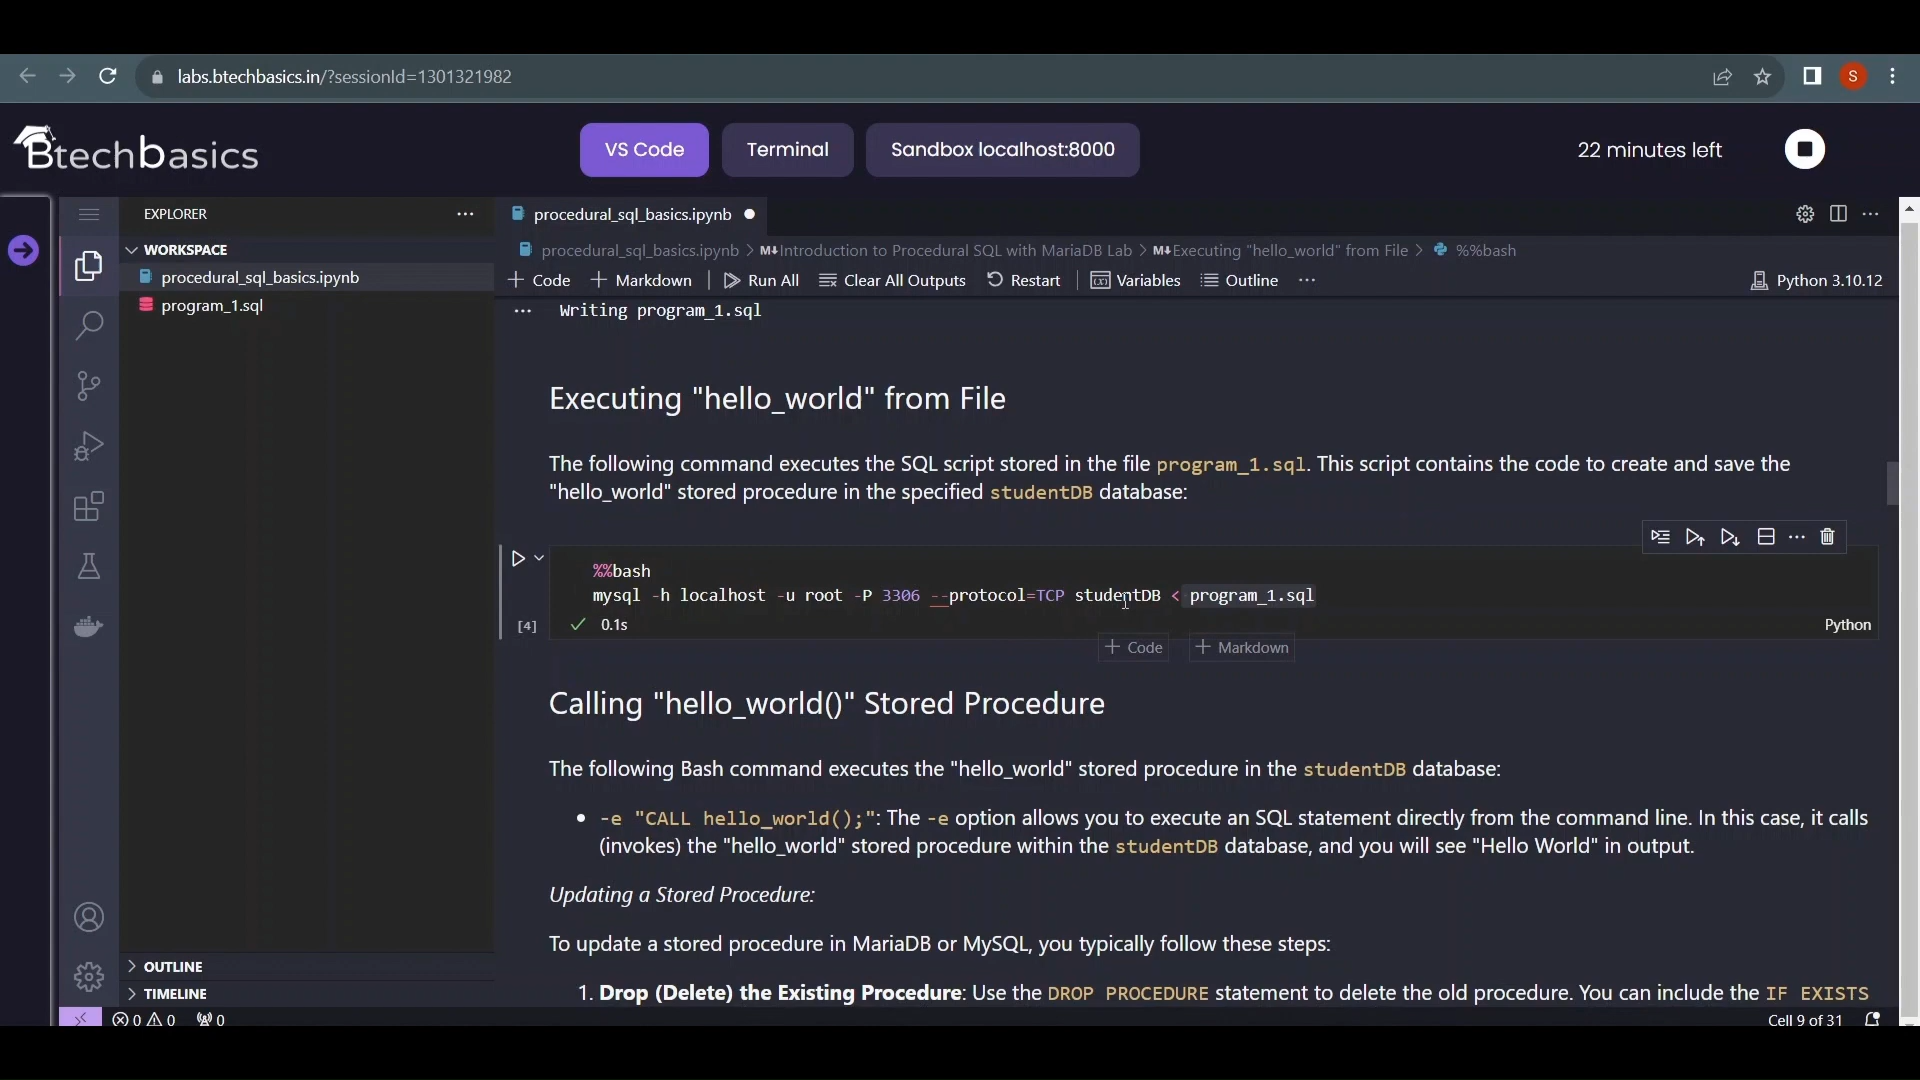 labs.btechbasics.in/?sessionId=1301321982
S
Btechbasics
VS Code
Terminal
Sandbox localhost:8000
22 minutes left
EXPLORER
WORKSPACE
procedural_sql_basics.ipynb
program_1.sql
OUTLINE
TIMELINE
procedural_sql_basics.ipynb
procedural_sql_basics.ipynb > M↓Introduction to Procedural SQL with MariaDB Lab > M↓Executing "hello_world" from File > %%bash
+ Code + Markdown Run All Clear All Outputs Restart Variables Outline ... Python 3.10.12
... Writing program_1.sql
Executing "hello_world" from File
The following command executes the SQL script stored in the file program_1.sql. This script contains the code to create and save the
"hello_world" stored procedure in the specified studentDB database:
%%bash
mysql -h localhost -u root -P 3306 --protocol=TCP studentDB < program_1.sql
[4] 0.1s Python
+ Code + Markdown
Calling "hello_world()" Stored Procedure
The following Bash command executes the "hello_world" stored procedure in the studentDB database:
• -e "CALL hello_world();": The -e option allows you to execute an SQL statement directly from the command line. In this case, it calls
(invokes) the "hello_world" stored procedure within the studentDB database, and you will see "Hello World" in output.
Updating a Stored Procedure:
To update a stored procedure in MariaDB or MySQL, you typically follow these steps:
1. Drop (Delete) the Existing Procedure: Use the DROP PROCEDURE statement to delete the old procedure. You can include the IF EXISTS
0 0 0 Cell 9 of 31